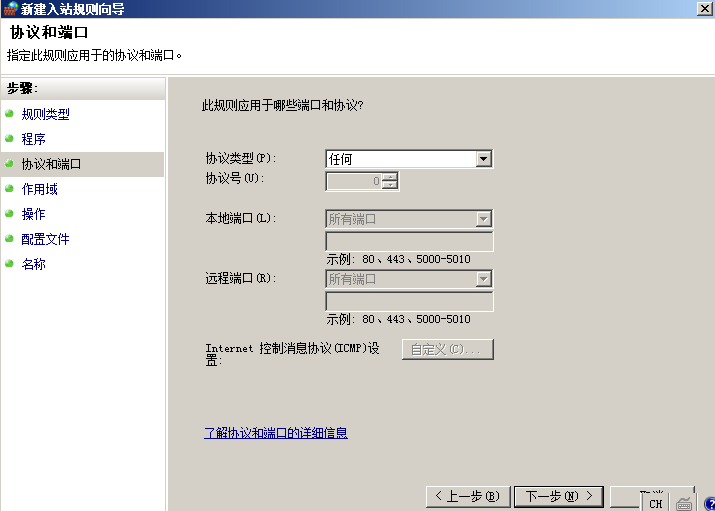 新建入站规则向导
协议和端口
指定此规则应用于的协议和端口。
步骤:
规则类型
程序
协议和端口
作用域
操作
配置文件
名称
此规则应用于哪些端口和协议?
协议类型(P): 任何
协议号(U): 0
本地端口(L): 所有端口
示例: 80、443、5000-5010
远程端口(R): 所有端口
示例: 80、443、5000-5010
Internet 控制消息协议(ICMP)设
置: 自定义(C)...
了解协议和端口的详细信息
< 上一步(B) 下一步(N) >
CH